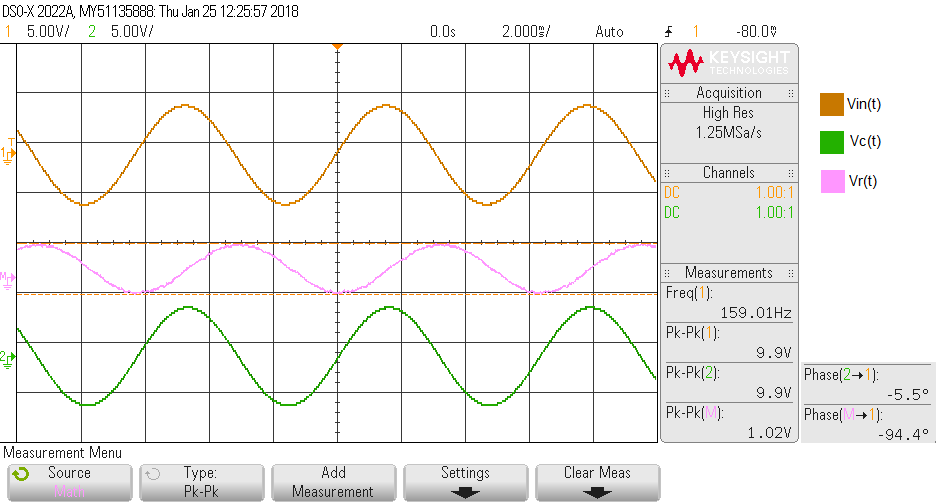 DSO-X 2022A, MY51135888: Thu Jan 25 12:25:57 2018
1 5.00V/ 2 5.00V/ 0.0s 2.000s/ Auto 1 -80.0V
KEYSIGHT
TECHNOLOGIES
Acquisition
High Res
1.25MSa/s
Channels
DC 1.00:1
DC 1.00:1
Measurements
Freq(1):
159.01Hz
Pk-Pk(1):
9.9V
Pk-Pk(2):
9.9V
Pk-Pk(M):
1.02V
Vin(t)
Vc(t)
Vr(t)
Phase(2→1):
-5.5°
Phase(M→1):
-94.4°
T
1
M
2
Measurement Menu
Source
Math
Type:
Pk-Pk
Add
Measurement
Settings
Clear Meas